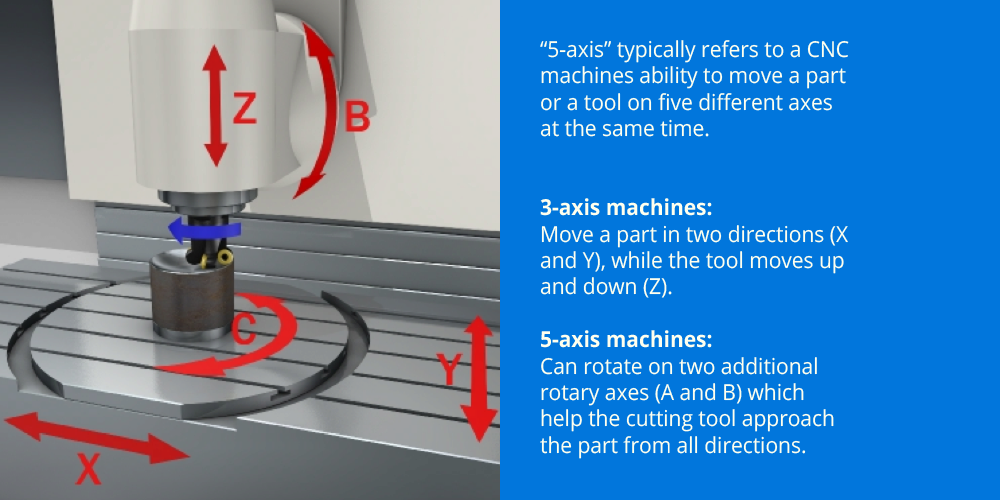 Z
B
C
Y
X
“5-axis” typically refers to a CNC
machines ability to move a part
or a tool on five different axes
at the same time.
3-axis machines:
Move a part in two directions (X
and Y), while the tool moves up
and down (Z).
5-axis machines:
Can rotate on two additional
rotary axes (A and B) which
help the cutting tool approach
the part from all directions.